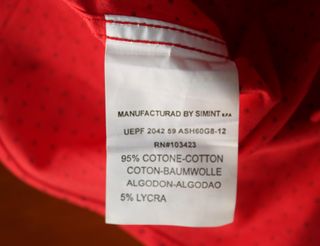 MANUFACTURED BY SIMINT S.P.A
UEPF 2042 59 ASH60G8-12
RN#103423
95% COTONE-COTTON
COTON-BAUMWOLLE
ALGODON-ALGODAO
5% LYCRA